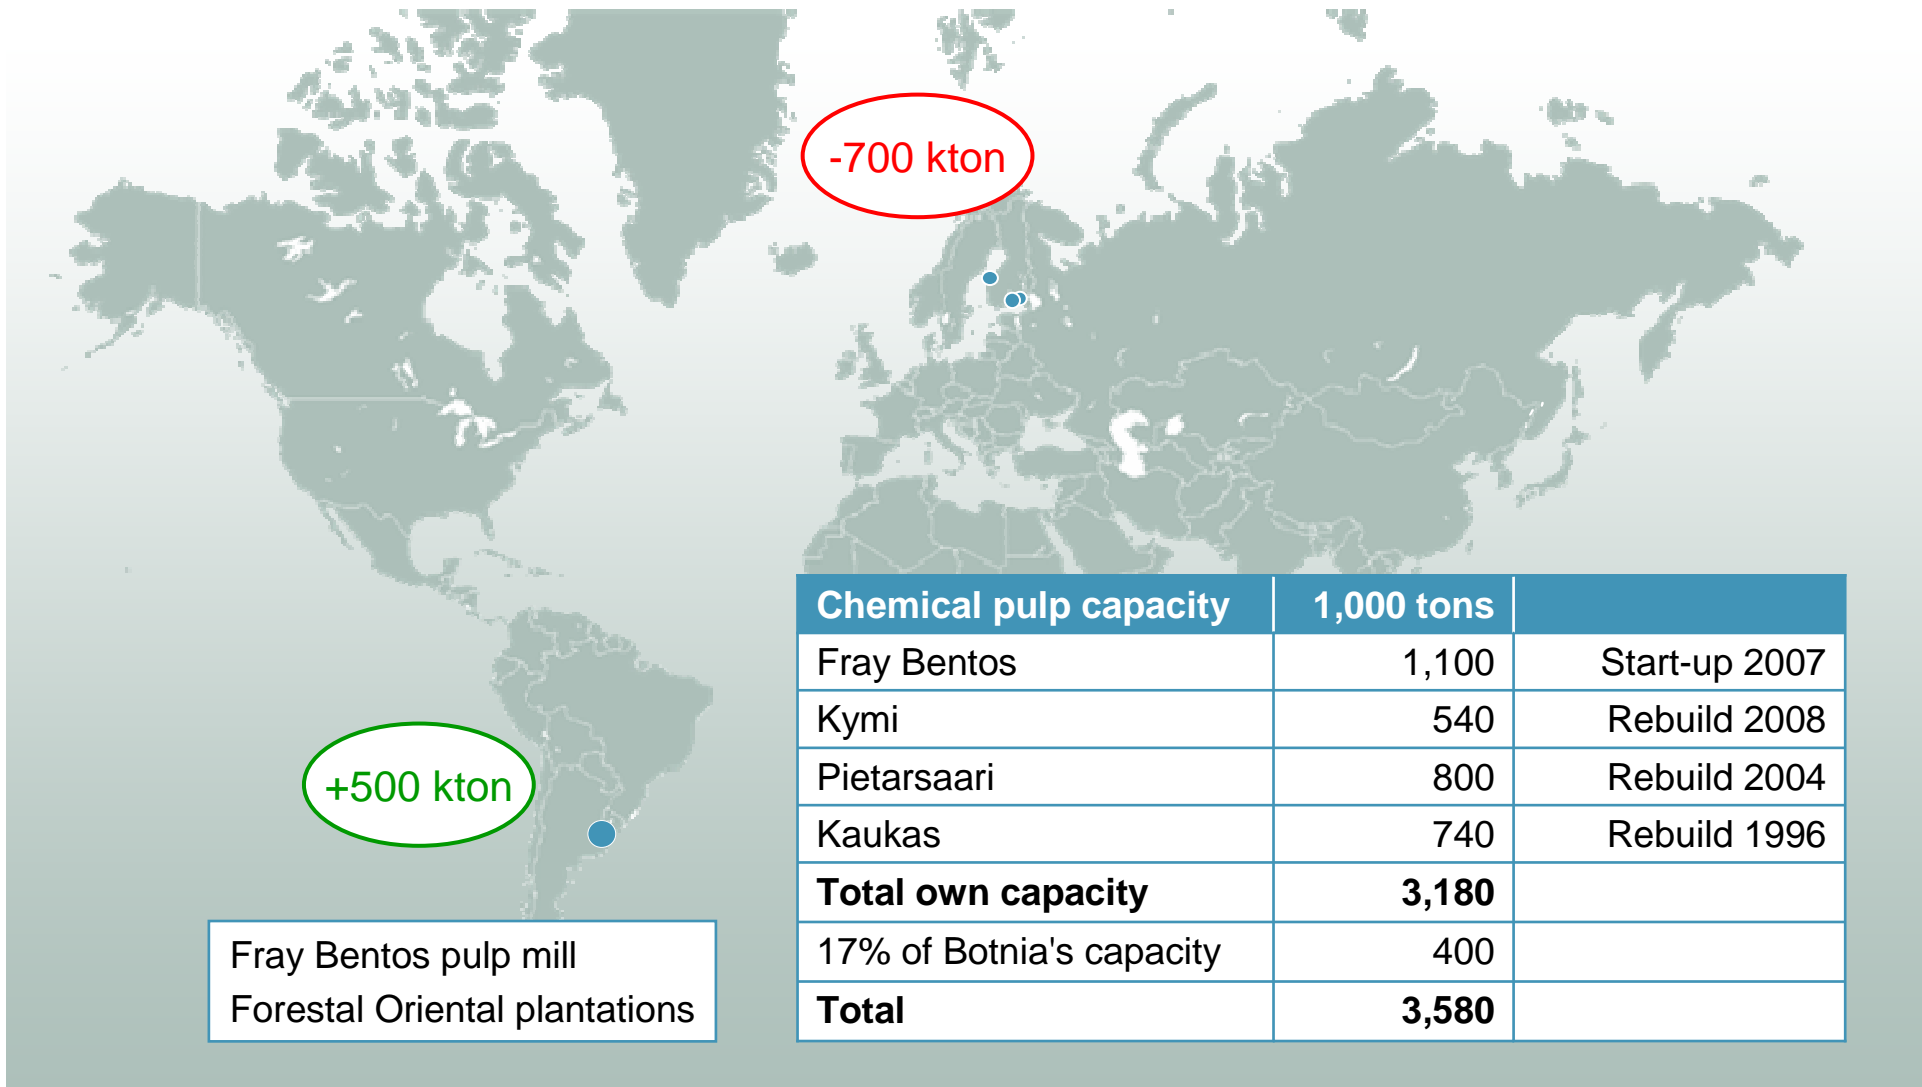 -700 kton
+500 kton
Fray Bentos pulp mill
Forestal Oriental plantations
Chemical pulp capacity 1,000 tons
Fray Bentos 1,100 Start-up 2007
Kymi 540 Rebuild 2008
Pietarsaari 800 Rebuild 2004
Kaukas 740 Rebuild 1996
Total own capacity 3,180
17% of Botnia's capacity 400
Total 3,580